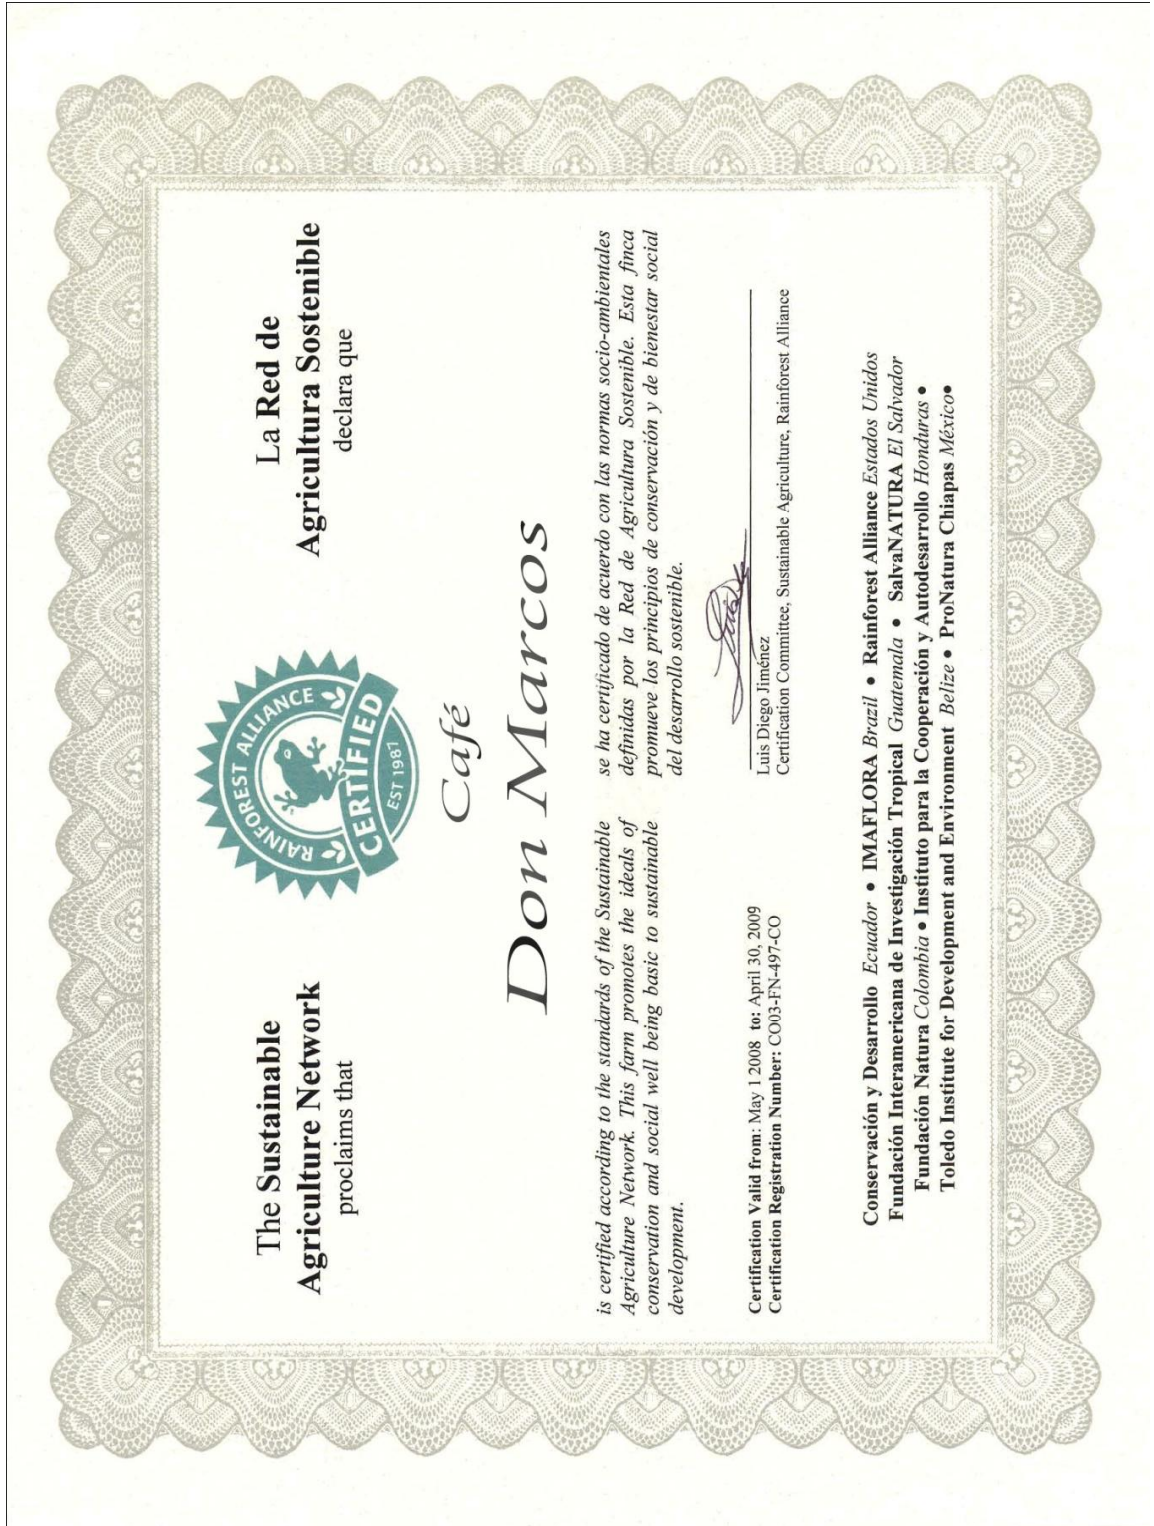 The Sustainable
Agriculture Network
proclaims that
RAINFOREST ALLIANCE
CERTIFIED
EST 1987
La Red de
Agricultura Sostenible
declara que
Café
Don Marcos
is certified according to the standards of the Sustainable
Agriculture Network. This farm promotes the ideals of
conservation and social well being basic to sustainable
development.
se ha certificado de acuerdo con las normas socio-ambientales
definidas por la Red de Agricultura Sostenible. Esta finca
promueve los principios de conservación y de bienestar social
del desarrollo sostenible.
Certification Valid from: May 1 2008 to: April 30, 2009
Certification Registration Number: CO03-FN-497-CO
Luis Diego Jiménez
Certification Committee, Sustainable Agriculture, Rainforest Alliance
Conservación y Desarrollo Ecuador • IMAFLORA Brazil • Rainforest Alliance Estados Unidos
Fundación Interamericana de Investigación Tropical Guatemala • SalvaNATURA El Salvador
Fundación Natura Colombia • Instituto para la Cooperación y Autodesarrollo Honduras •
Toledo Institute for Development and Environment Belize • ProNatura Chiapas México•